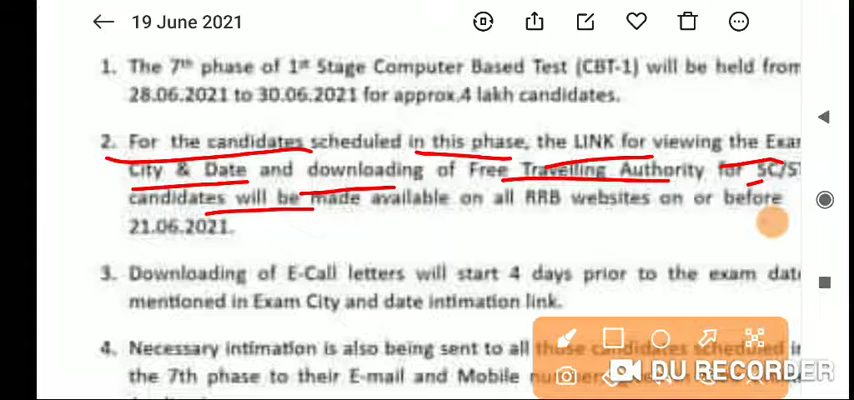 19 June 2021
1. The 7th phase of 1st Stage Computer Based Test (CBT-1) will be held from
28.06.2021 to 30.06.2021 for approx.4 lakh candidates.
2. For the candidates scheduled in this phase, the LINK for viewing the Exam
City & Date and downloading of Free Travelling Authority for SC/S
candidates will be made available on all RRB websites on or before
21.06.2021.
3. Downloading of E-Call letters will start 4 days prior to the exam date
mentioned in Exam City and date intimation link.
4. Necessary intimation is also being sent to all those candidates scheduled in
the 7th phase to their E-mail and Mobile
DU RECORDER